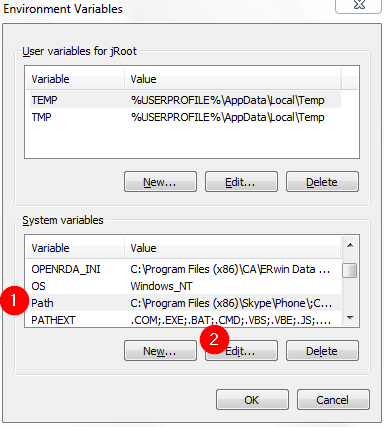 Environment Variables
User variables for jRoot
Variable Value
TEMP %USERPROFILE%\AppData\Local\Temp
TMP %USERPROFILE%\AppData\Local\Temp
New... Edit... Delete
System variables
Variable Value
OPENRDA_INI C:\Program Files (x86)\CA\ERwin Data ...
OS Windows_NT
1 Path C:\Program Files (x86)\Skype\Phone\;C...
PATHEXT .COM;.EXE;.BAT;.CMD;.VBS;.VBE;.JS;....
2
New... Edit... Delete
OK Cancel